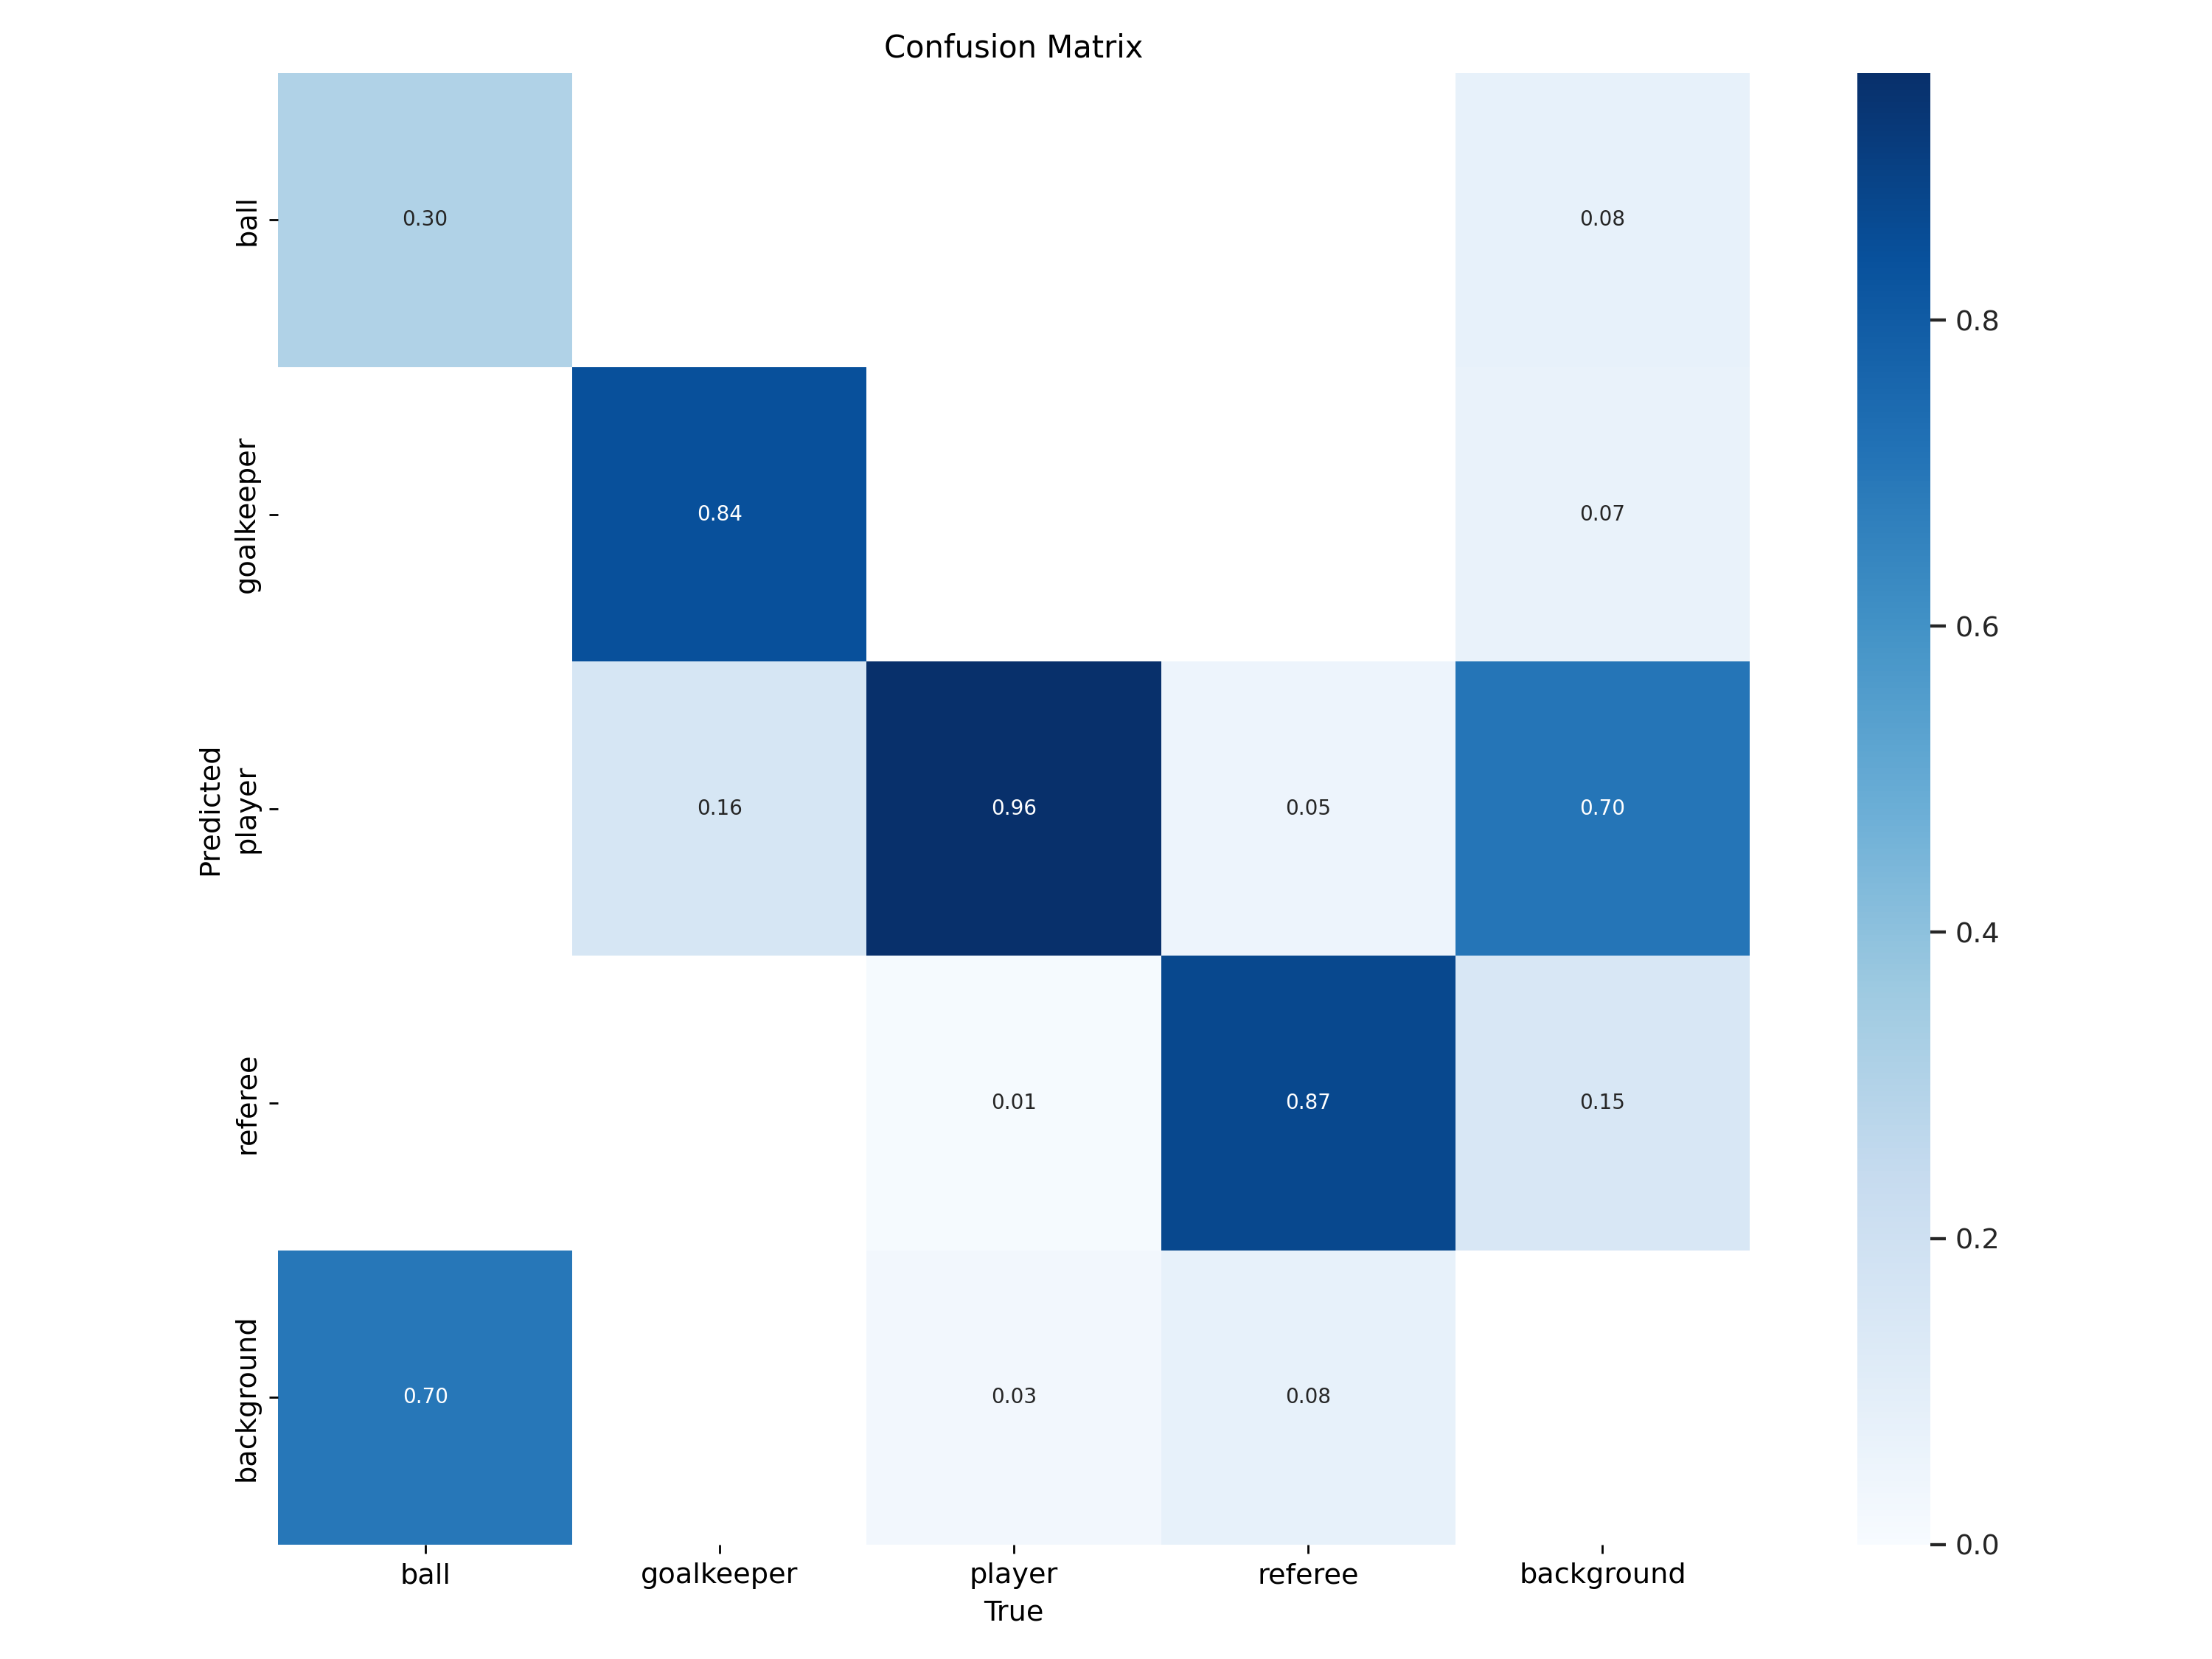 Confusion Matrix
ball
0.30
0.08
0.8
goalkeeper
0.84
0.07
0.6
Predicted
player
0.16
0.96
0.05
0.70
0.4
referee
0.01
0.87
0.15
0.2
background
0.70
0.03
0.08
0.0
ball goalkeeper player referee background
True